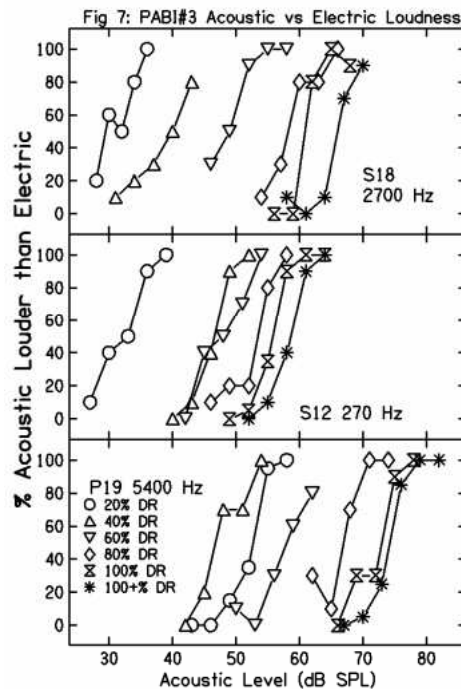 Fig 7: PABI#3 Acoustic vs Electric Loudness
% Acoustic Louder than Electric
100
80
60
40
20
0
S18
2700 Hz
100
80
60
40
20
0
S12 270 Hz
100
80
60
40
20
0
P19 5400 Hz
20% DR
40% DR
60% DR
80% DR
100% DR
100+% DR
30 40 50 60 70 80
Acoustic Level (dB SPL)